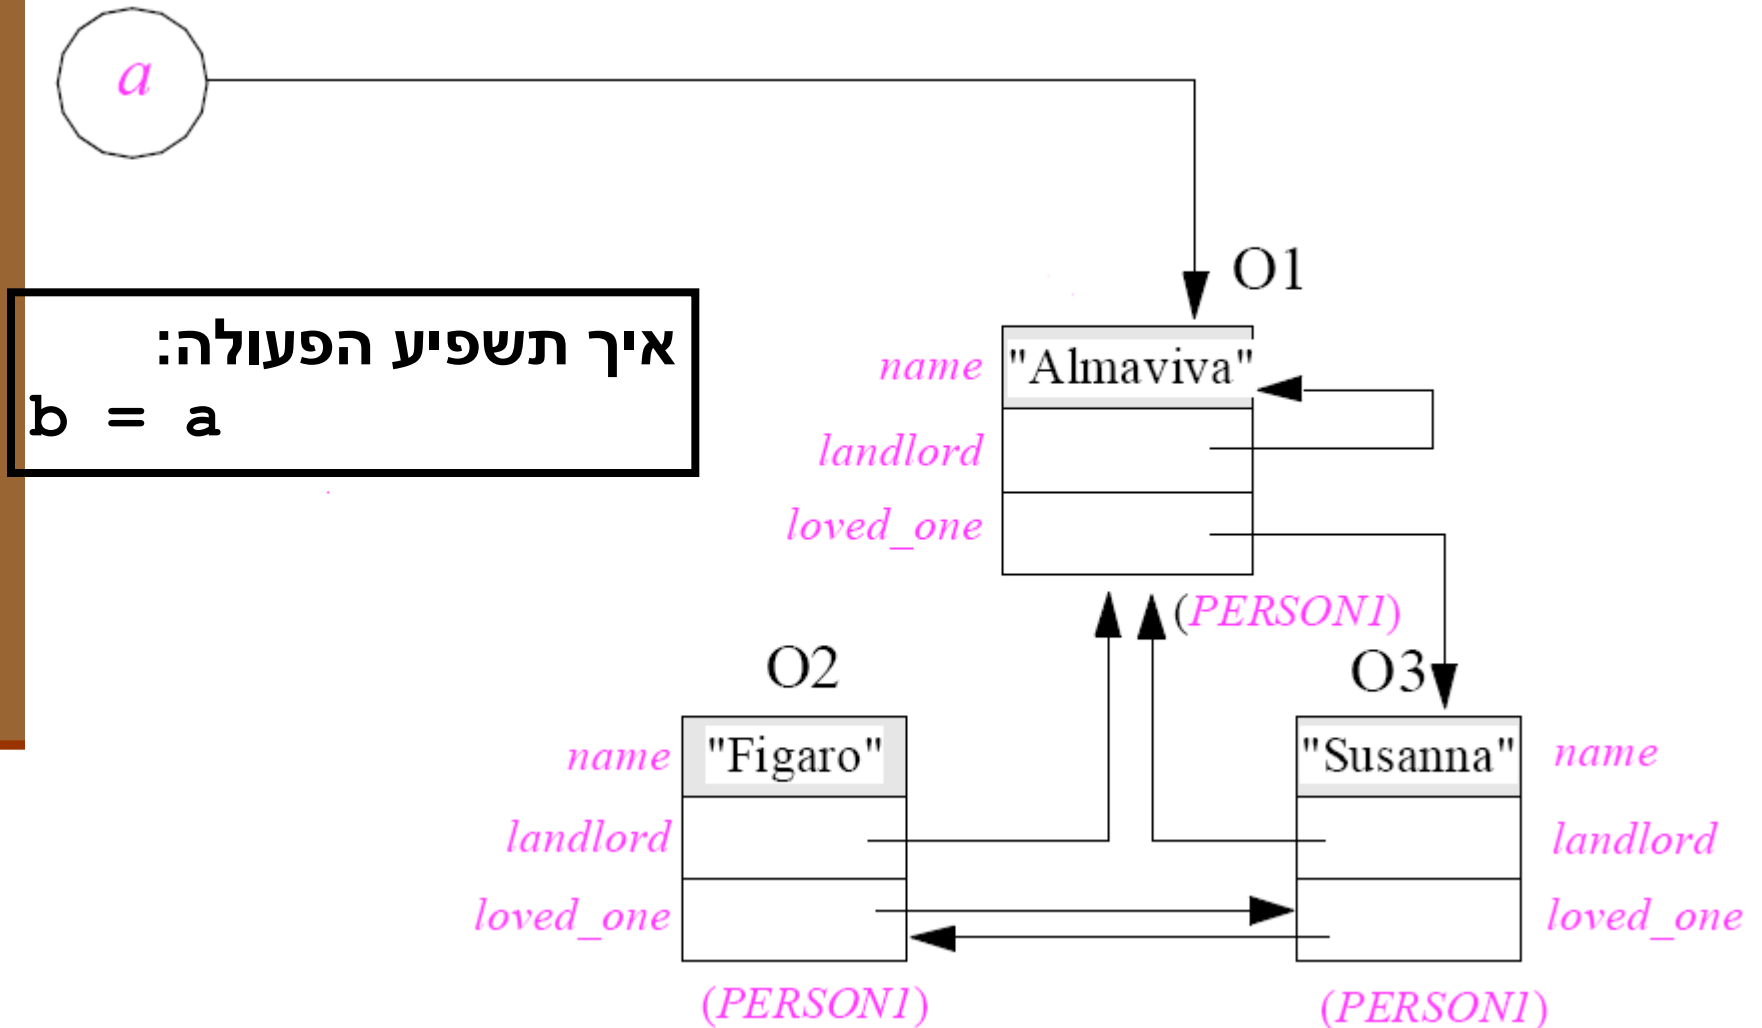 a
O1
איך תשפיע הפעולה:
b = a
name "Almaviva"
landlord
loved_one
(PERSON1)
O2 O3
name "Figaro" "Susanna" name
landlord landlord
loved_one loved_one
(PERSON1) (PERSON1)